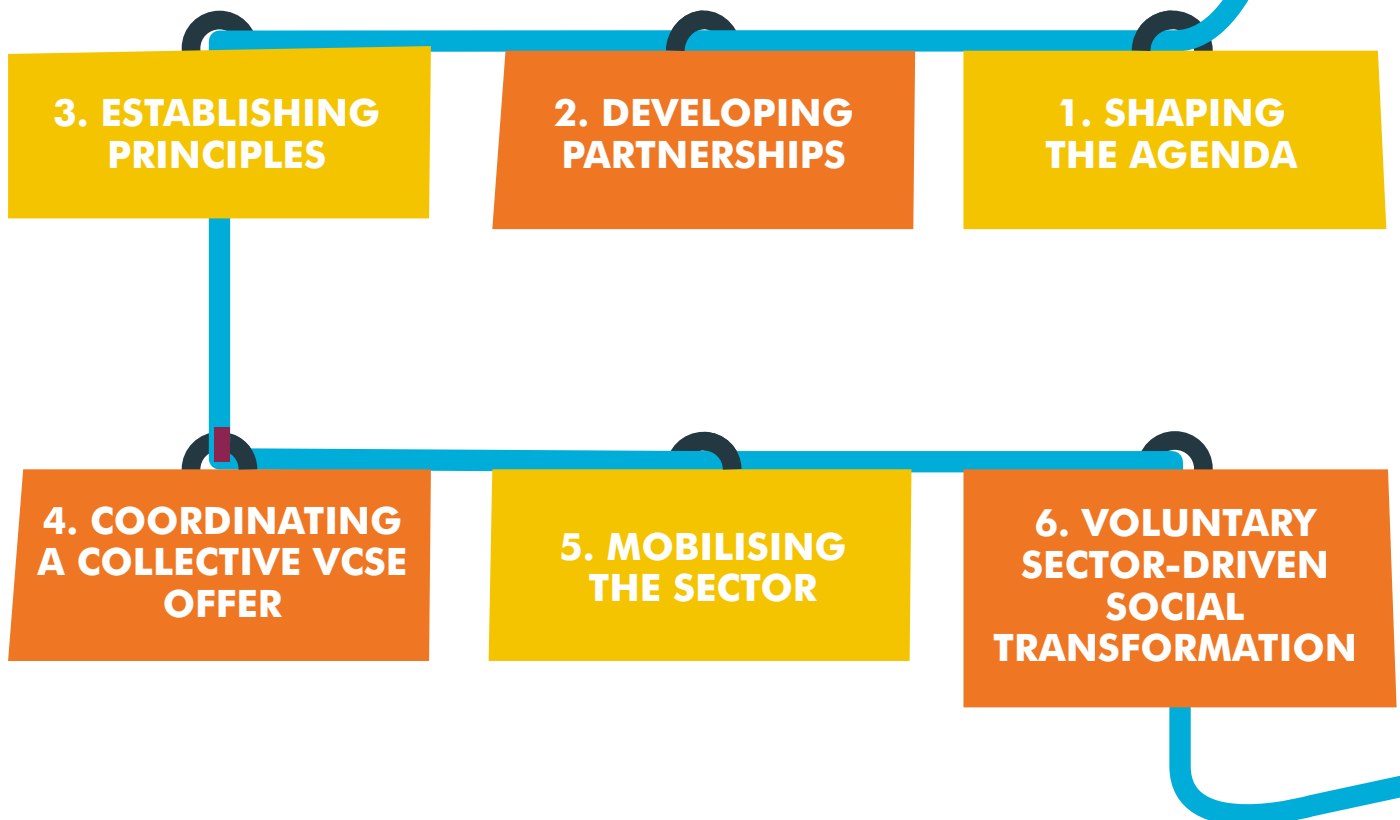 1. SHAPING
THE AGENDA
2. DEVELOPING
PARTNERSHIPS
3. ESTABLISHING
PRINCIPLES
4. COORDINATING
A COLLECTIVE VCSE
OFFER
5. MOBILISING
THE SECTOR
6. VOLUNTARY
SECTOR-DRIVEN
SOCIAL
TRANSFORMATION